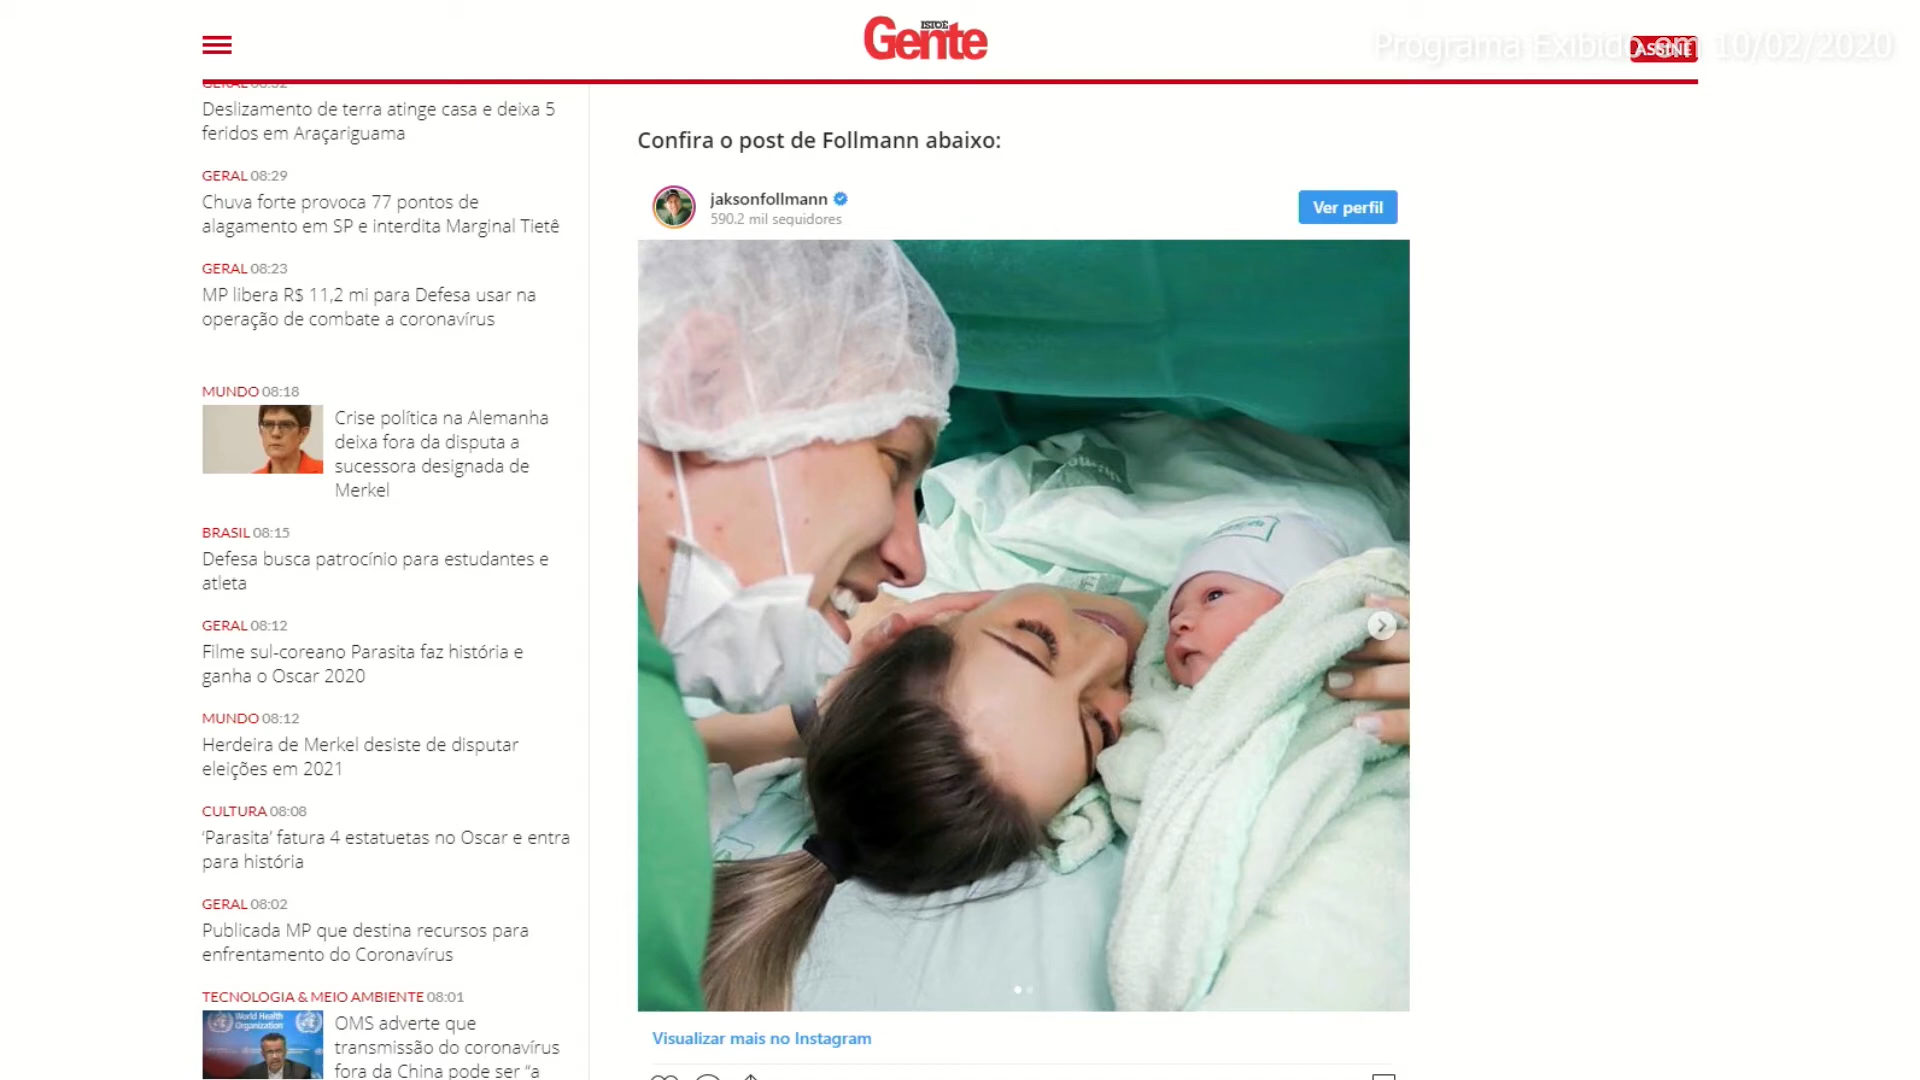 ISTOÉ
Gente
ASSINE
Programa Exibido em 10/02/2020
GERAL 08:32
Deslizamento de terra atinge casa e deixa 5
feridos em Araçariguama
GERAL 08:29
Chuva forte provoca 77 pontos de
alagamento em SP e interdita Marginal Tietê
GERAL 08:23
MP libera R$ 11,2 mi para Defesa usar na
operação de combate a coronavírus
MUNDO 08:18
Crise política na Alemanha
deixa fora da disputa a
sucessora designada de
Merkel
BRASIL 08:15
Defesa busca patrocínio para estudantes e
atleta
GERAL 08:12
Filme sul-coreano Parasita faz história e
ganha o Oscar 2020
MUNDO 08:12
Herdeira de Merkel desiste de disputar
eleições em 2021
CULTURA 08:08
‘Parasita’ fatura 4 estatuetas no Oscar e entra
para história
GERAL 08:02
Publicada MP que destina recursos para
enfrentamento do Coronavírus
TECNOLOGIA & MEIO AMBIENTE 08:01
World Health
Organization
OMS adverte que
transmissão do coronavírus
fora da China pode ser “a
Confira o post de Follmann abaixo:
jaksonfollmann
590.2 mil seguidores
Ver perfil
Visualizar mais no Instagram